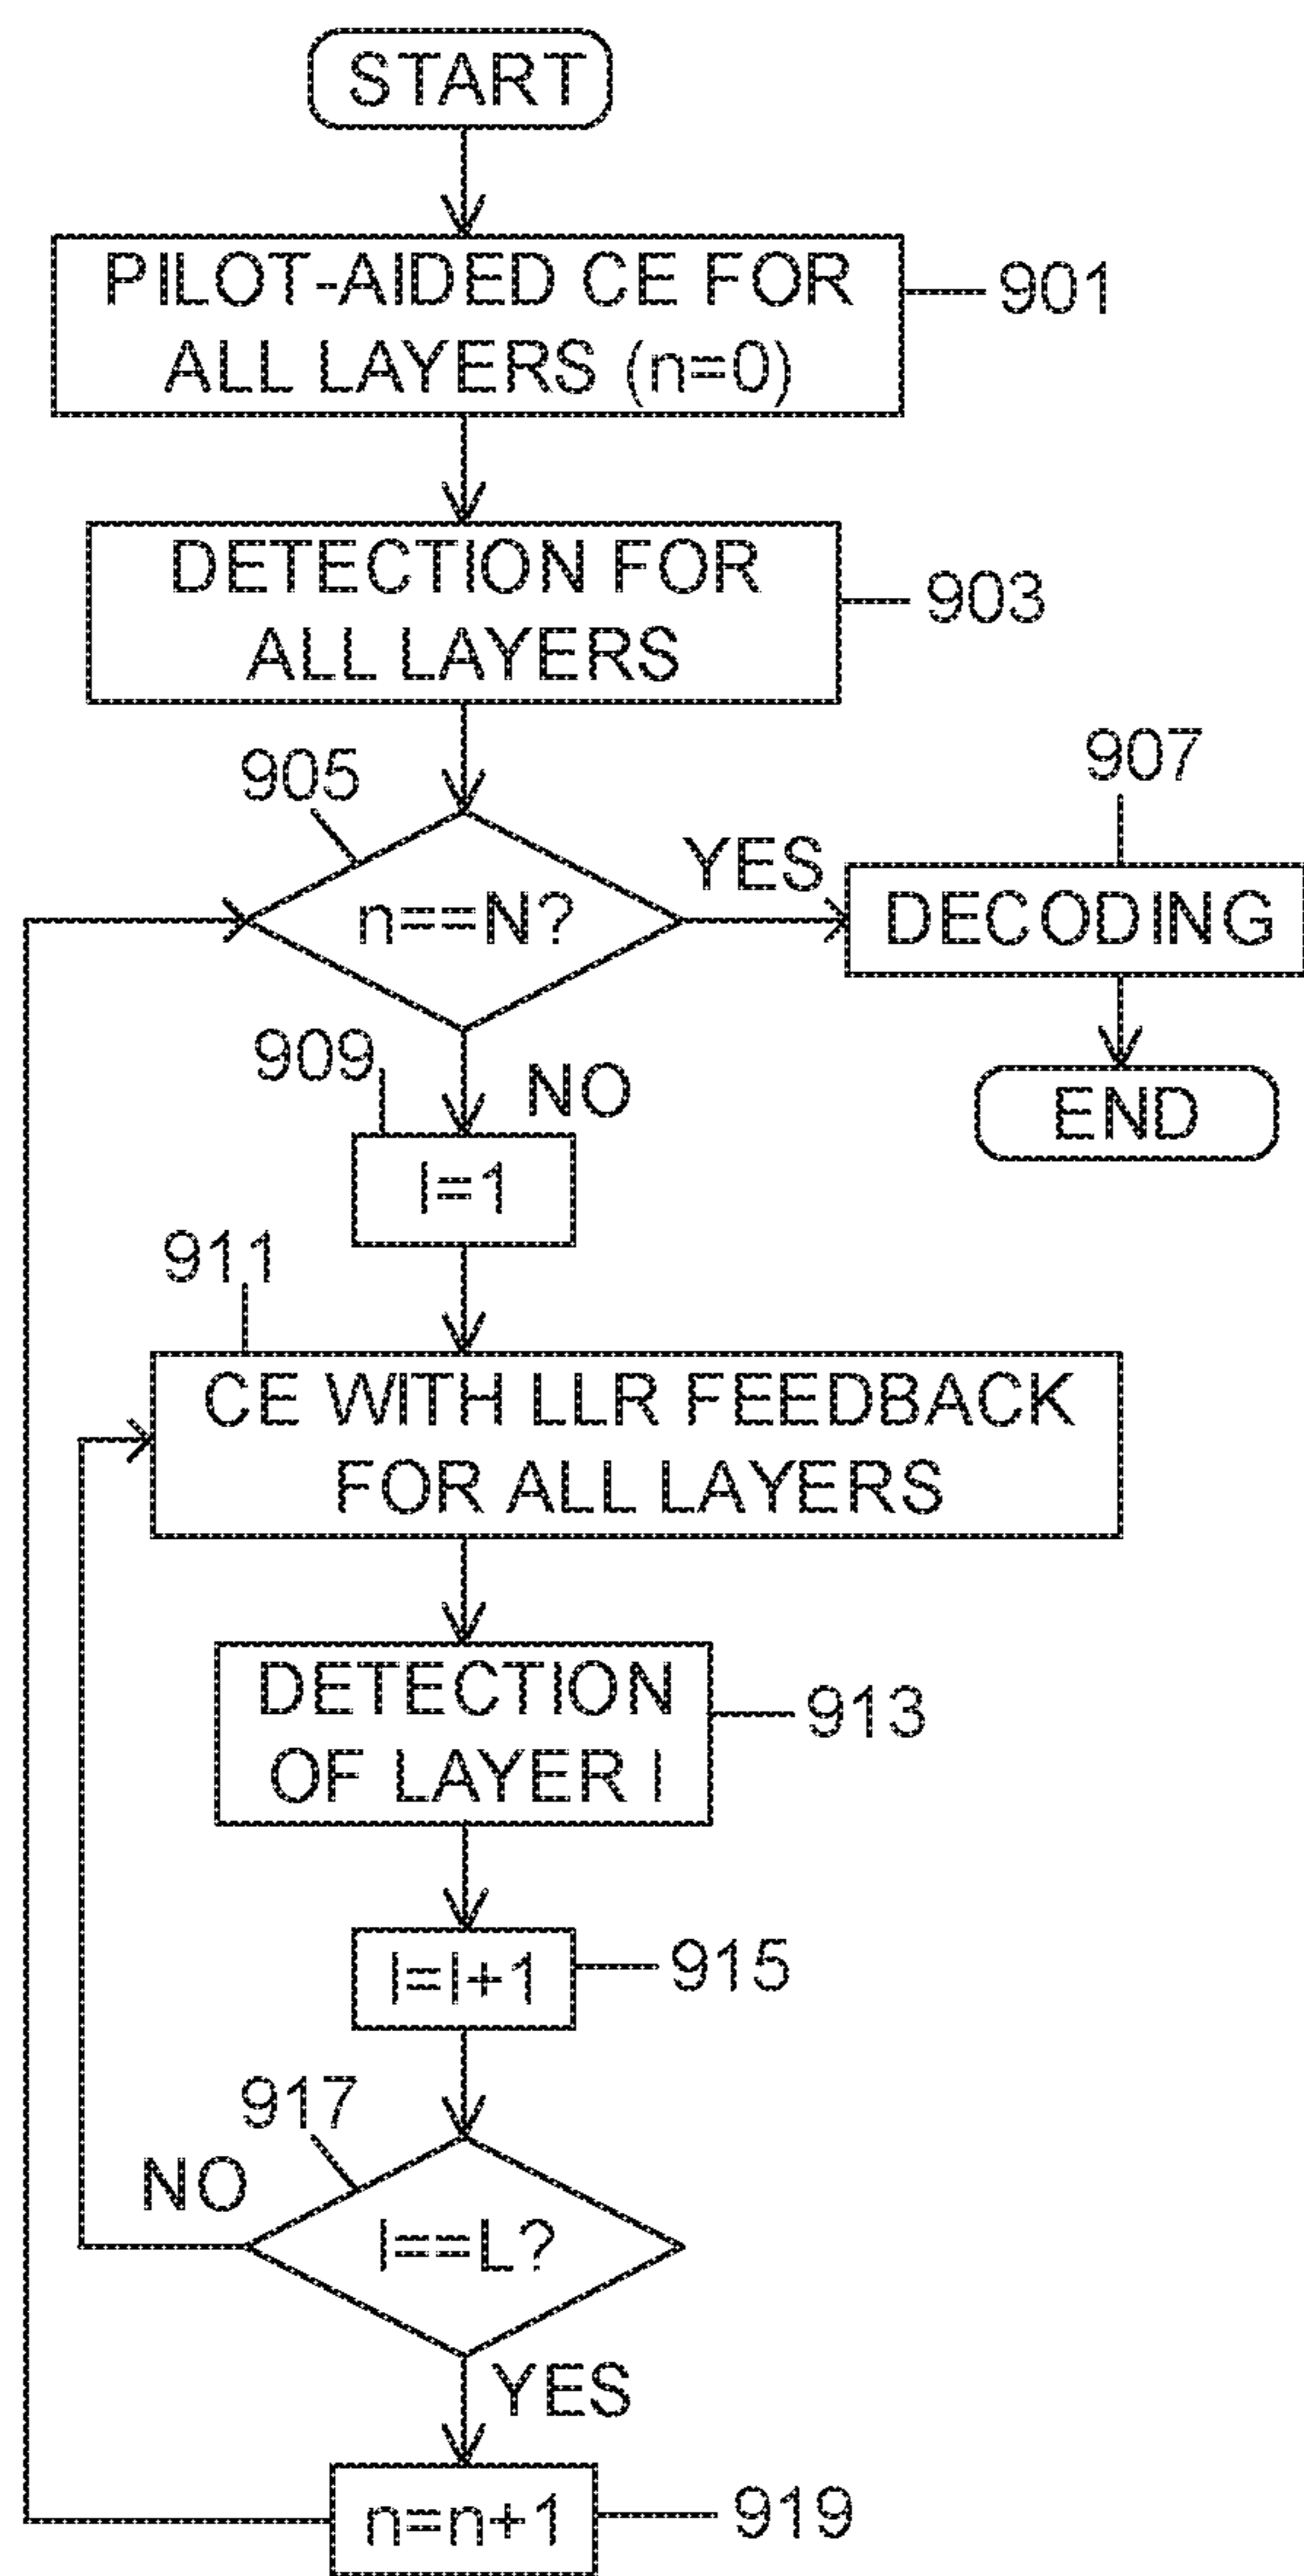 START
PILOT-AIDED CE FOR
ALL LAYERS (n=0)
901
DETECTION FOR
ALL LAYERS
903
905
n==N?
YES
907
DECODING
END
909
NO
l=1
911
CE WITH LLR FEEDBACK
FOR ALL LAYERS
DETECTION
OF LAYER l
913
l=l+1
915
917
NO
l==L?
YES
n=n+1
919